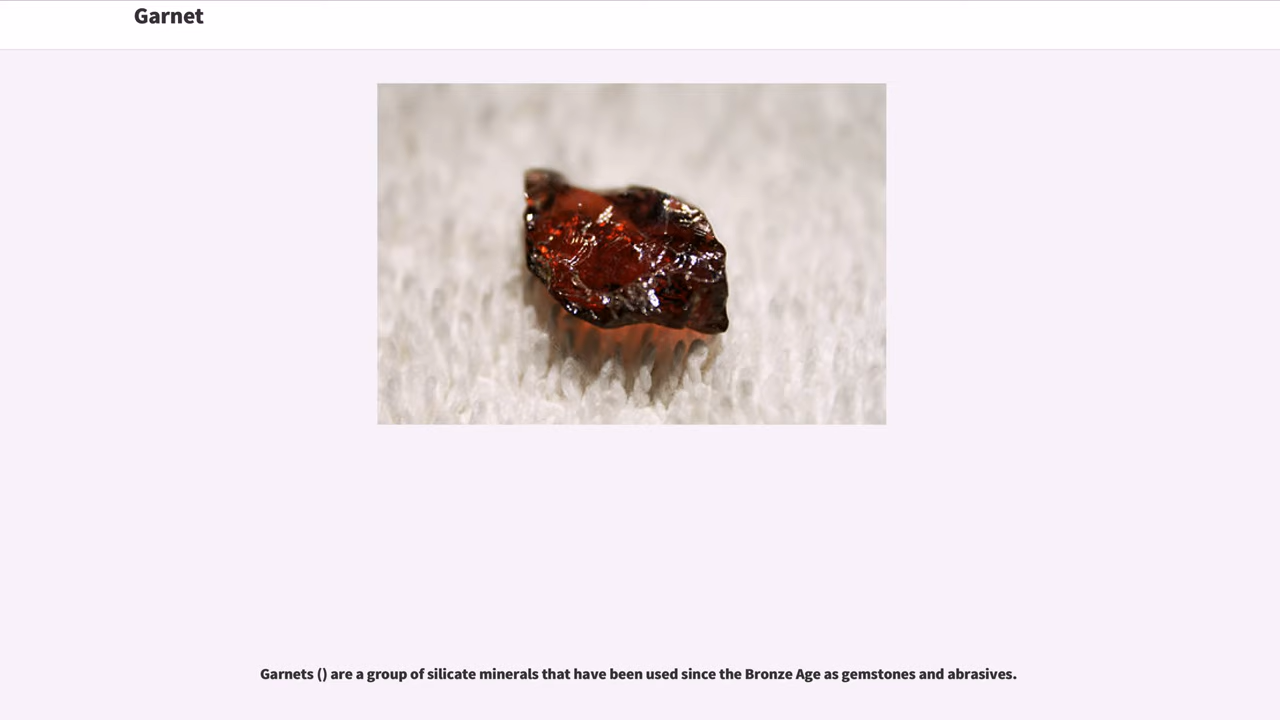 Garnet
Garnets () are a group of silicate minerals that have been used since the Bronze Age as gemstones and abrasives.